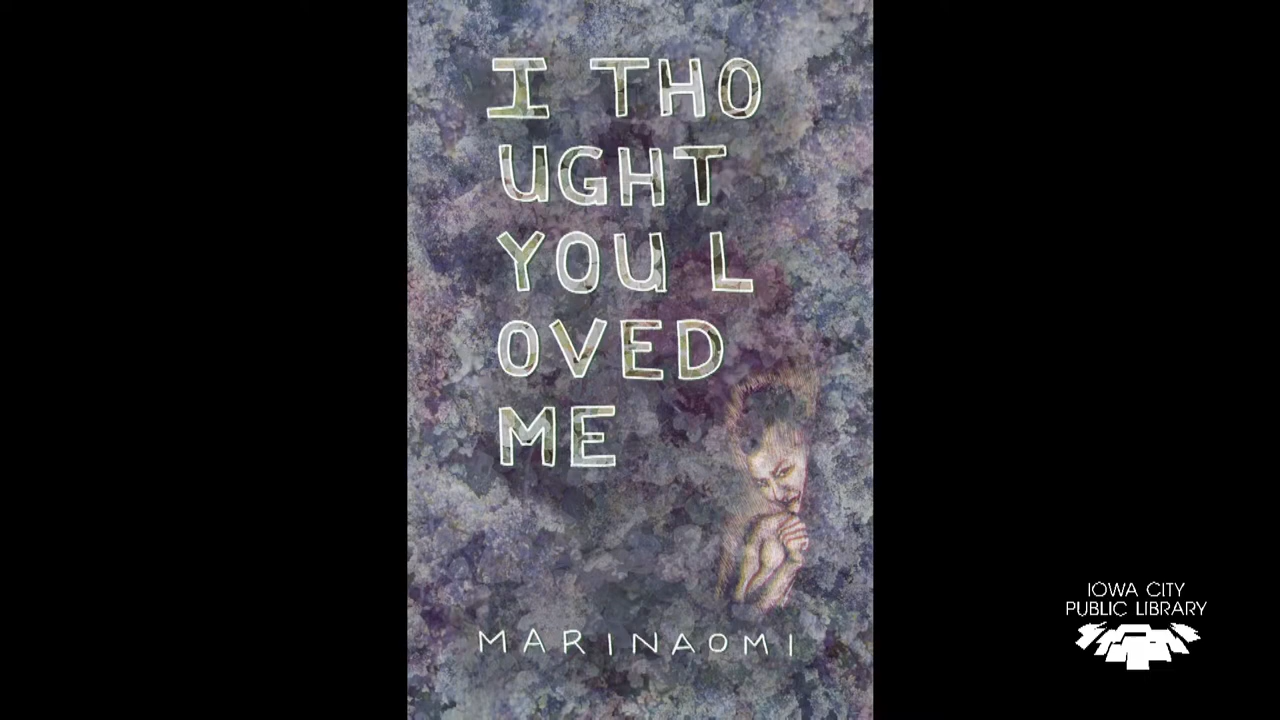 I THO
UGHT
YOU L
OVED
ME
MARINAOMI
IOWA CITY
PUBLIC LIBRARY